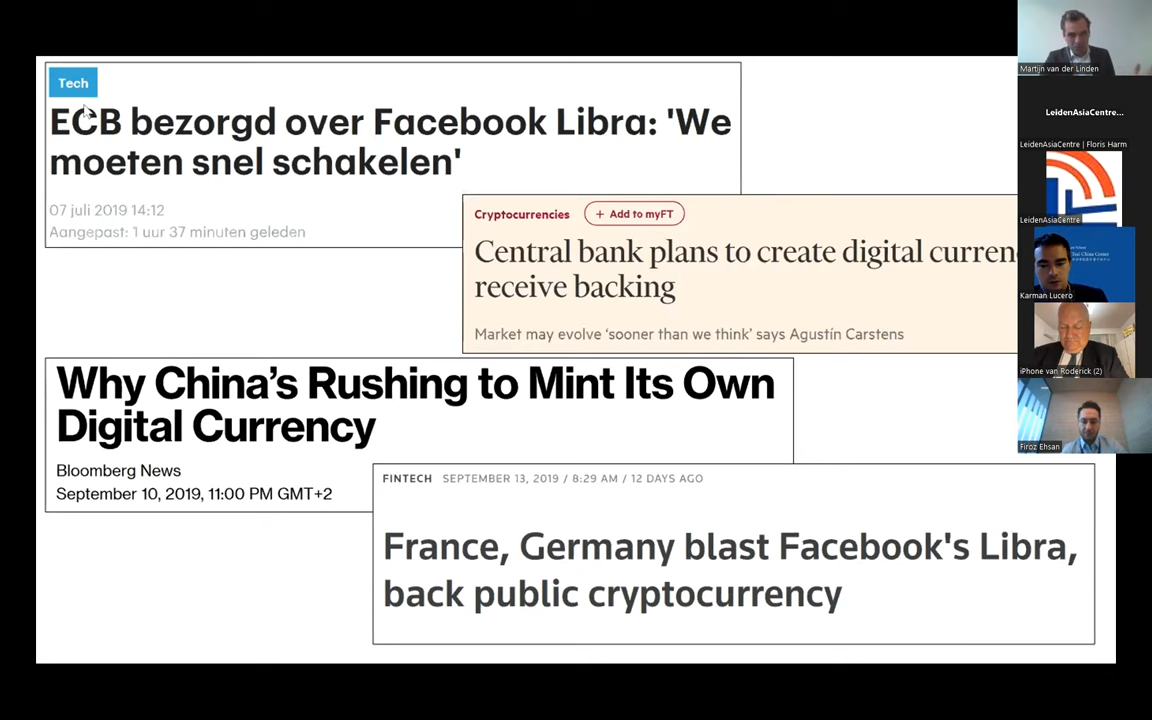 Tech
ECB bezorgd over Facebook Libra: 'We
moeten snel schakelen'
07 juli 2019 14:12
Aangepast: 1 uur 37 minuten geleden
Cryptocurrencies
+ Add to myFT
Central bank plans to create digital curren
receive backing
Market may evolve ‘sooner than we think’ says Agustín Carstens
Why China’s Rushing to Mint Its Own
Digital Currency
Bloomberg News
September 10, 2019, 11:00 PM GMT+2
FINTECH SEPTEMBER 13, 2019 / 8:29 AM / 12 DAYS AGO
France, Germany blast Facebook's Libra,
back public cryptocurrency
Martijn van der Linden
LeidenAsiaCentre...
LeidenAsiaCentre | Floris Harm
LeidenAsiaCentre
Tsai China Center
Karman Lucero
iPhone van Roderick (2)
Firoz Ehsan